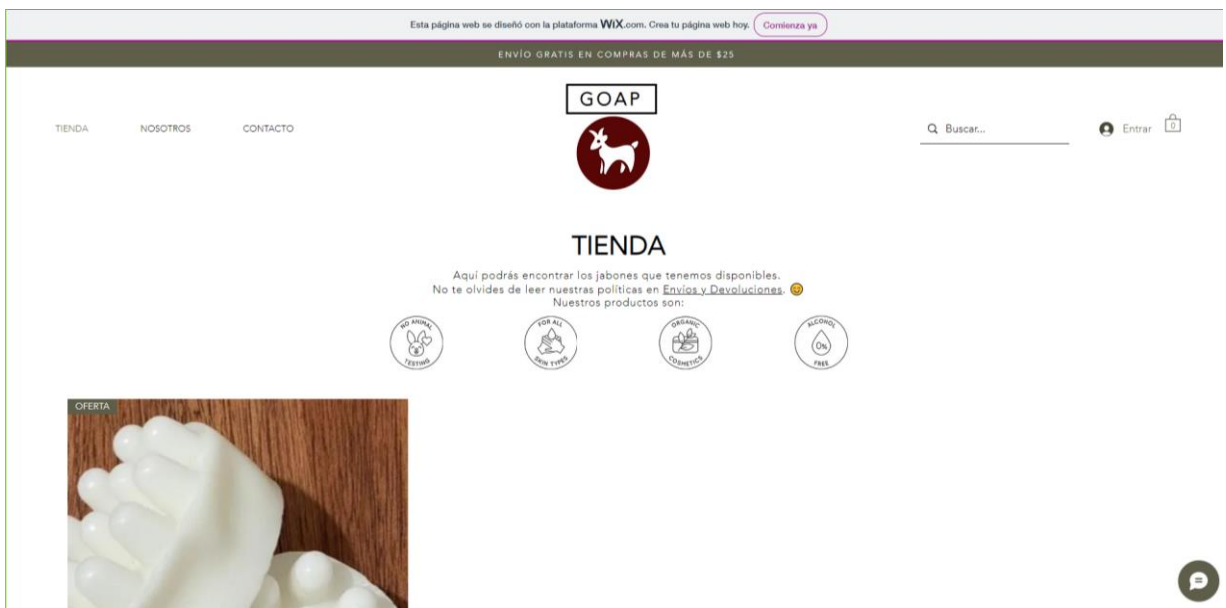 Esta página web se diseñó con la plataforma WiX.com. Crea tu página web hoy. Comienza ya
ENVÍO GRATIS EN COMPRAS DE MÁS DE $25
GOAP
TIENDA NOSOTROS CONTACTO
Buscar... Entrar 0
TIENDA
Aquí podrás encontrar los jabones que tenemos disponibles.
No te olvides de leer nuestras políticas en Envíos y Devoluciones. 😊
Nuestros productos son:
NO ANIMAL TESTING
FOR ALL SKIN TYPES
ORGANIC COSMETICS
ALCOHOL 0% FREE
OFERTA